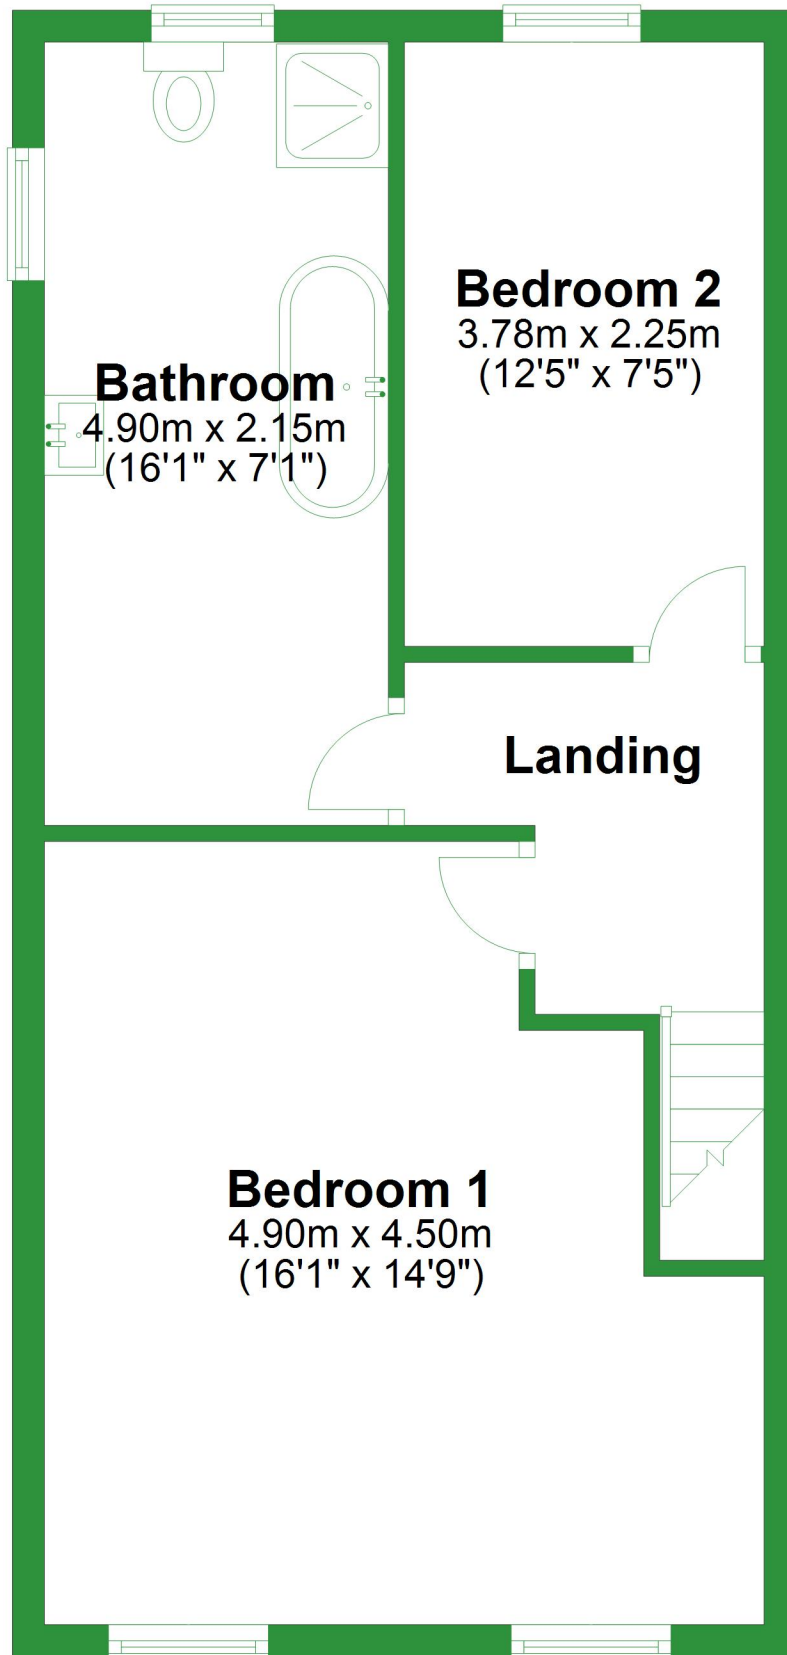 Bedroom 2
3.78m x 2.25m
(12'5" x 7'5")
Bathroom
4.90m x 2.15m
(16'1" x 7'1")
Landing
Bedroom 1
4.90m x 4.50m
(16'1" x 14'9")